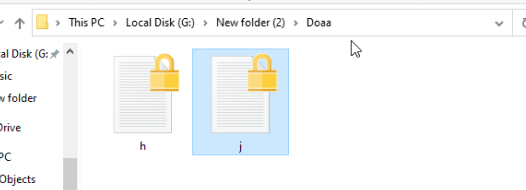 This PC > Local Disk (G:) > New folder (2) > Doaa
al Disk (G:
sic
w folder
Drive
PC
Objects
h
j